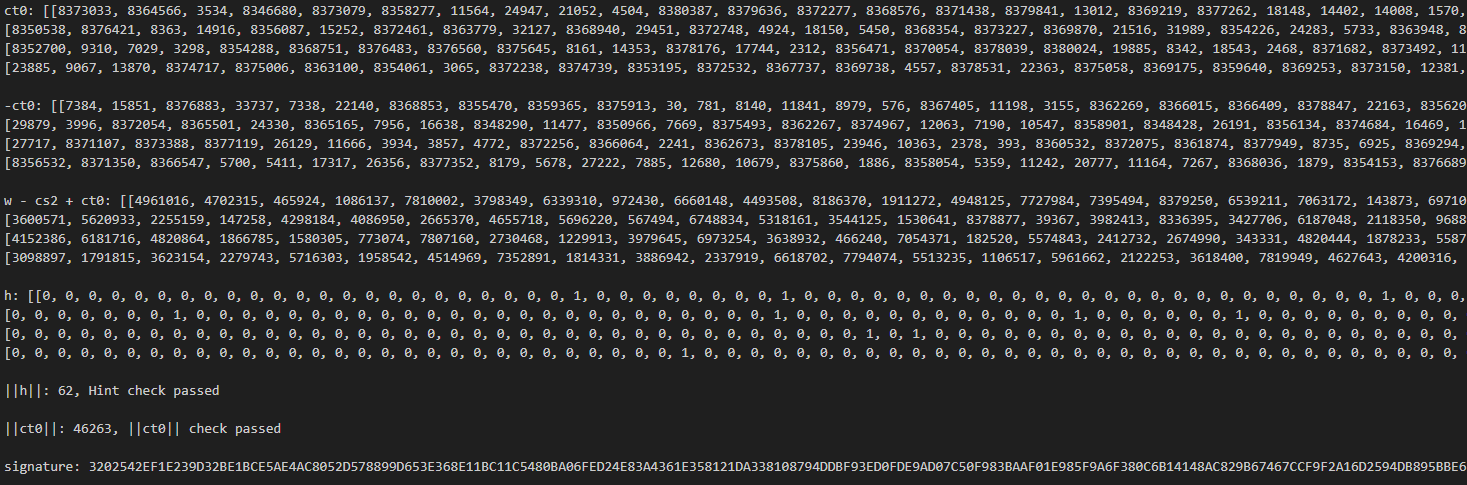 ct0: [[8373033, 8364566, 3534, 8346680, 8373079, 8358277, 11564, 24947, 21052, 4504, 8380387, 8379636, 8372277, 8368576, 8371438, 8379841, 13012, 8369219, 8377262, 18148, 14402, 14008, 1570,
[8350538, 8376421, 8363, 14916, 8356087, 15252, 8372461, 8363779, 32127, 8368940, 29451, 8372748, 4924, 18150, 5450, 8368354, 8373227, 8369870, 21516, 31989, 8354226, 24283, 5733, 8363948, 8
[8352700, 9310, 7029, 3298, 8354288, 8368751, 8376483, 8376560, 8375645, 8161, 14353, 8378176, 17744, 2312, 8356471, 8370054, 8378039, 8380024, 19885, 8342, 18543, 2468, 8371682, 8373492, 11
[23885, 9067, 13870, 8374717, 8375006, 8363100, 8354061, 3065, 8372238, 8374739, 8353195, 8372532, 8367737, 8369738, 4557, 8378531, 22363, 8375058, 8369175, 8359640, 8369253, 8373150, 12381,
-ct0: [[7384, 15851, 8376883, 33737, 7338, 22140, 8368853, 8355470, 8359365, 8375913, 30, 781, 8140, 11841, 8979, 576, 8367405, 11198, 3155, 8362269, 8366015, 8366409, 8378847, 22163, 835620
[29879, 3996, 8372054, 8365501, 24330, 8365165, 7956, 16638, 8348290, 11477, 8350966, 7669, 8375493, 8362267, 8374967, 12063, 7190, 10547, 8358901, 8348428, 26191, 8356134, 8374684, 16469, 1
[27717, 8371107, 8373388, 8377119, 26129, 11666, 3934, 3857, 4772, 8372256, 8366064, 2241, 8362673, 8378105, 23946, 10363, 2378, 393, 8360532, 8372075, 8361874, 8377949, 8735, 6925, 8369294,
[8356532, 8371350, 8366547, 5700, 5411, 17317, 26356, 8377352, 8179, 5678, 27222, 7885, 12680, 10679, 8375860, 1886, 8358054, 5359, 11242, 20777, 11164, 7267, 8368036, 1879, 8354153, 8376689
w - cs2 + ct0: [[4961016, 4702315, 465924, 1086137, 7810002, 3798349, 6339310, 972430, 6660148, 4493508, 8186370, 1911272, 4948125, 7727984, 7395494, 8379250, 6539211, 7063172, 143873, 69710
[3600571, 5620933, 2255159, 147258, 4298184, 4086950, 2665370, 4655718, 5696220, 567494, 6748834, 5318161, 3544125, 1530641, 8378877, 39367, 3982413, 8336395, 3427706, 6187048, 2118350, 9688
[4152386, 6181716, 4820864, 1866785, 1580305, 773074, 7807160, 2730468, 1229913, 3979645, 6973254, 3638932, 466240, 7054371, 182520, 5574843, 2412732, 2674990, 343331, 4820444, 1878233, 5587
[3098897, 1791815, 3623154, 2279743, 5716303, 1958542, 4514969, 7352891, 1814331, 3886942, 2337919, 6618702, 7794074, 5513235, 1106517, 5961662, 2122253, 3618400, 7819949, 4627643, 4200316,
h: [[0, 0, 0, 0, 0, 0, 0, 0, 0, 0, 0, 0, 0, 0, 0, 0, 0, 0, 0, 0, 0, 0, 0, 1, 0, 0, 0, 0, 0, 0, 0, 0, 1, 0, 0, 0, 0, 0, 0, 0, 0, 0, 0, 0, 0, 0, 0, 0, 0, 0, 0, 0, 0, 0, 0, 0, 0, 0, 1, 0, 0, 0,
[0, 0, 0, 0, 0, 0, 0, 1, 0, 0, 0, 0, 0, 0, 0, 0, 0, 0, 0, 0, 0, 0, 0, 0, 0, 0, 0, 0, 0, 0, 0, 0, 0, 1, 0, 0, 0, 0, 0, 0, 0, 0, 0, 0, 0, 0, 1, 0, 0, 0, 0, 0, 0, 1, 0, 0, 0, 0, 0, 0, 0, 0, 0,
[0, 0, 0, 0, 0, 0, 0, 0, 0, 0, 0, 0, 0, 0, 0, 0, 0, 0, 0, 0, 0, 0, 0, 0, 0, 0, 0, 0, 0, 0, 0, 0, 0, 0, 0, 0, 0, 1, 0, 1, 0, 0, 0, 0, 0, 0, 0, 0, 0, 0, 0, 0, 0, 0, 0, 0, 0, 0, 0, 0, 0, 0, 0,
[0, 0, 0, 0, 0, 0, 0, 0, 0, 0, 0, 0, 0, 0, 0, 0, 0, 0, 0, 0, 0, 0, 0, 0, 0, 0, 0, 0, 0, 1, 0, 0, 0, 0, 0, 0, 0, 0, 0, 0, 0, 0, 0, 0, 0, 0, 0, 0, 0, 0, 0, 0, 0, 0, 0, 0, 0, 0, 0, 0, 0, 0, 0,
||h||: 62, Hint check passed
||ct0||: 46263, ||ct0|| check passed
signature: 3202542EF1E239D32BE1BCE5AE4AC8052D578899D653E368E11BC11C5480BA06FED24E83A4361E358121DA338108794DDBF93ED0FDE9AD07C50F983BAAF01E985F9A6F380C6B14148AC829B67467CCF9F2A16D2594DB895BBE6